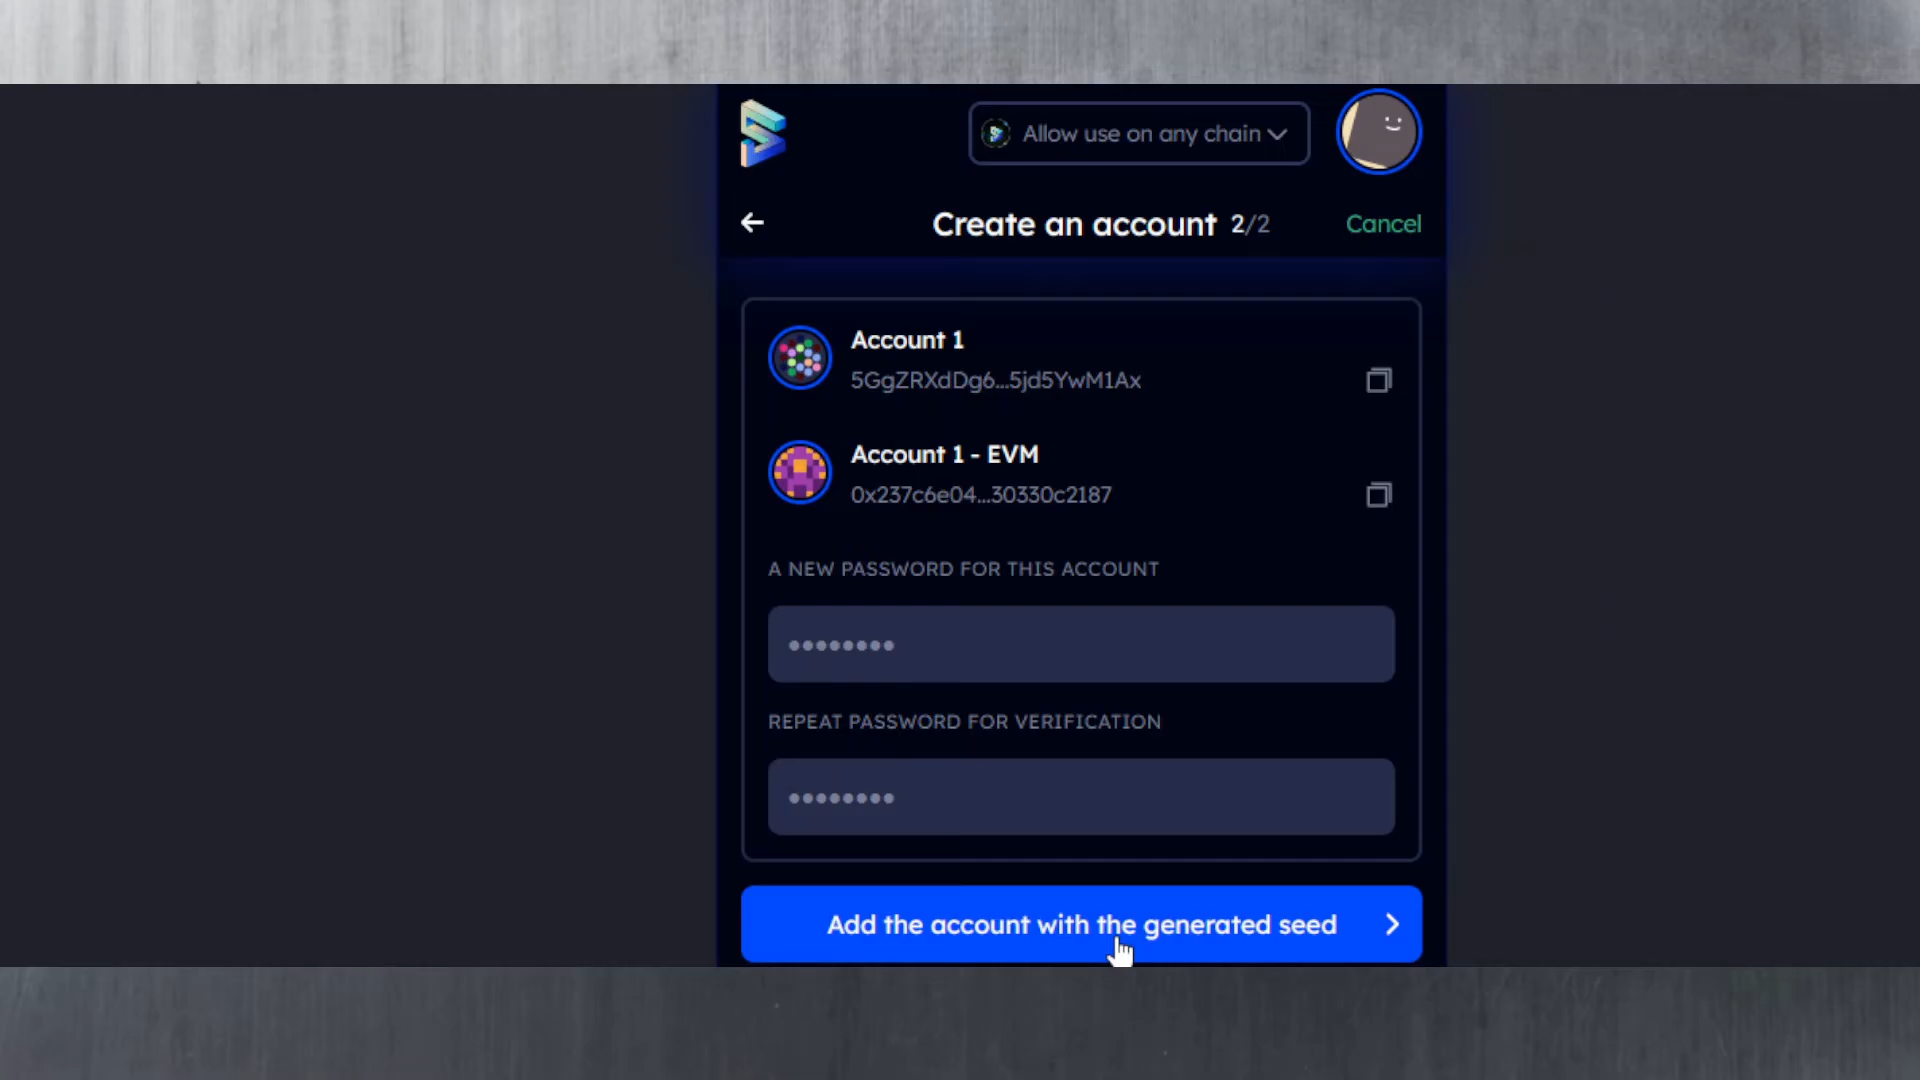 Allow use on any chain
Create an account 2/2
Cancel
Account 1
5GgZRXdDg6...5jd5YwM1Ax
Account 1 - EVM
0x237c6e04...30330c2187
A NEW PASSWORD FOR THIS ACCOUNT
●●●●●●●●
REPEAT PASSWORD FOR VERIFICATION
●●●●●●●●
Add the account with the generated seed